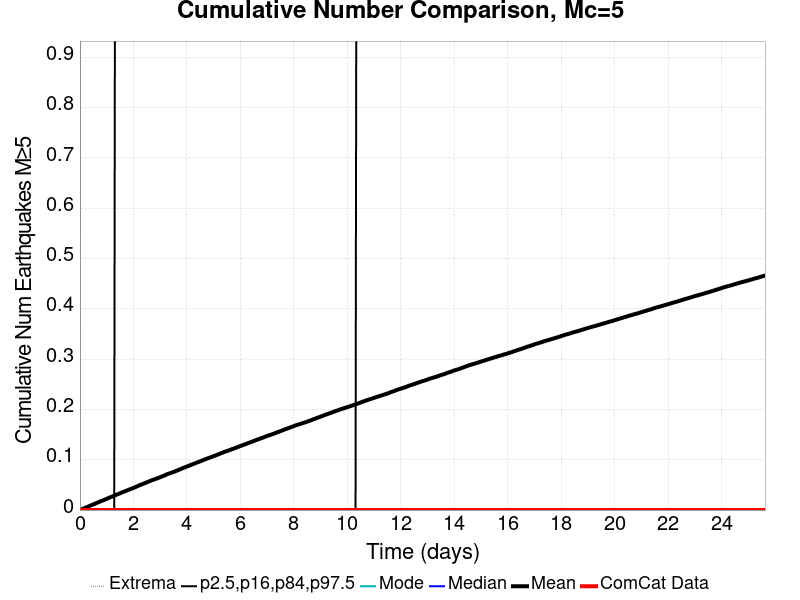 Cumulative Number Comparison, Mc=5
Cumulative Num Earthquakes M≥5
0.9
0.8
0.7
0.6
0.5
0.4
0.3
0.2
0.1
0
0 2 4 6 8 10 12 14 16 18 20 22 24
Time (days)
Extrema p2.5,p16,p84,p97.5 Mode Median Mean ComCat Data